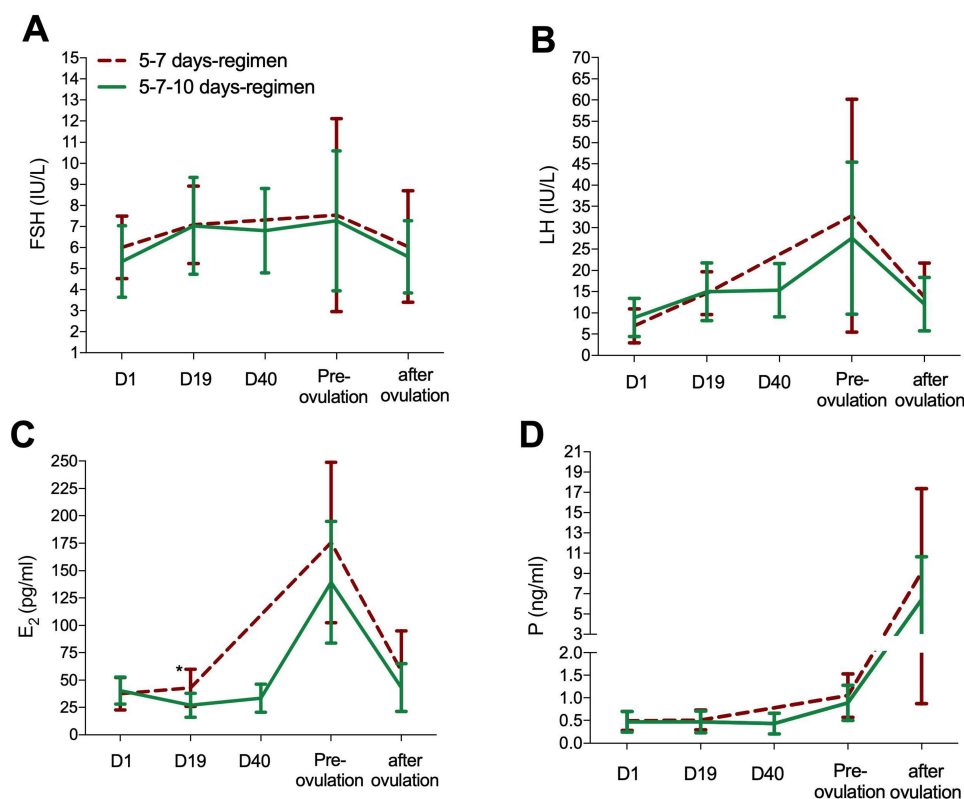 A
5-7 days-regimen
5-7-10 days-regimen
FSH (IU/L)
15
14
13
12
11
10
9
8
7
6
5
4
3
2
1
D1
D19
D40
Pre-
ovulation
after
ovulation
B
LH (IU/L)
70
65
60
55
50
45
40
35
30
25
20
15
10
5
0
D1
D19
D40
Pre-
ovulation
after
ovulation
C
E₂ (pg/ml)
250
225
200
175
150
125
100
75
50
25
0
*
D1
D19
D40
Pre-
ovulation
after
ovulation
D
P (ng/ml)
21
19
17
15
13
11
9
7
5
3
2.0
1.5
1.0
0.5
0.0
D1
D19
D40
Pre-
ovulation
after
ovulation